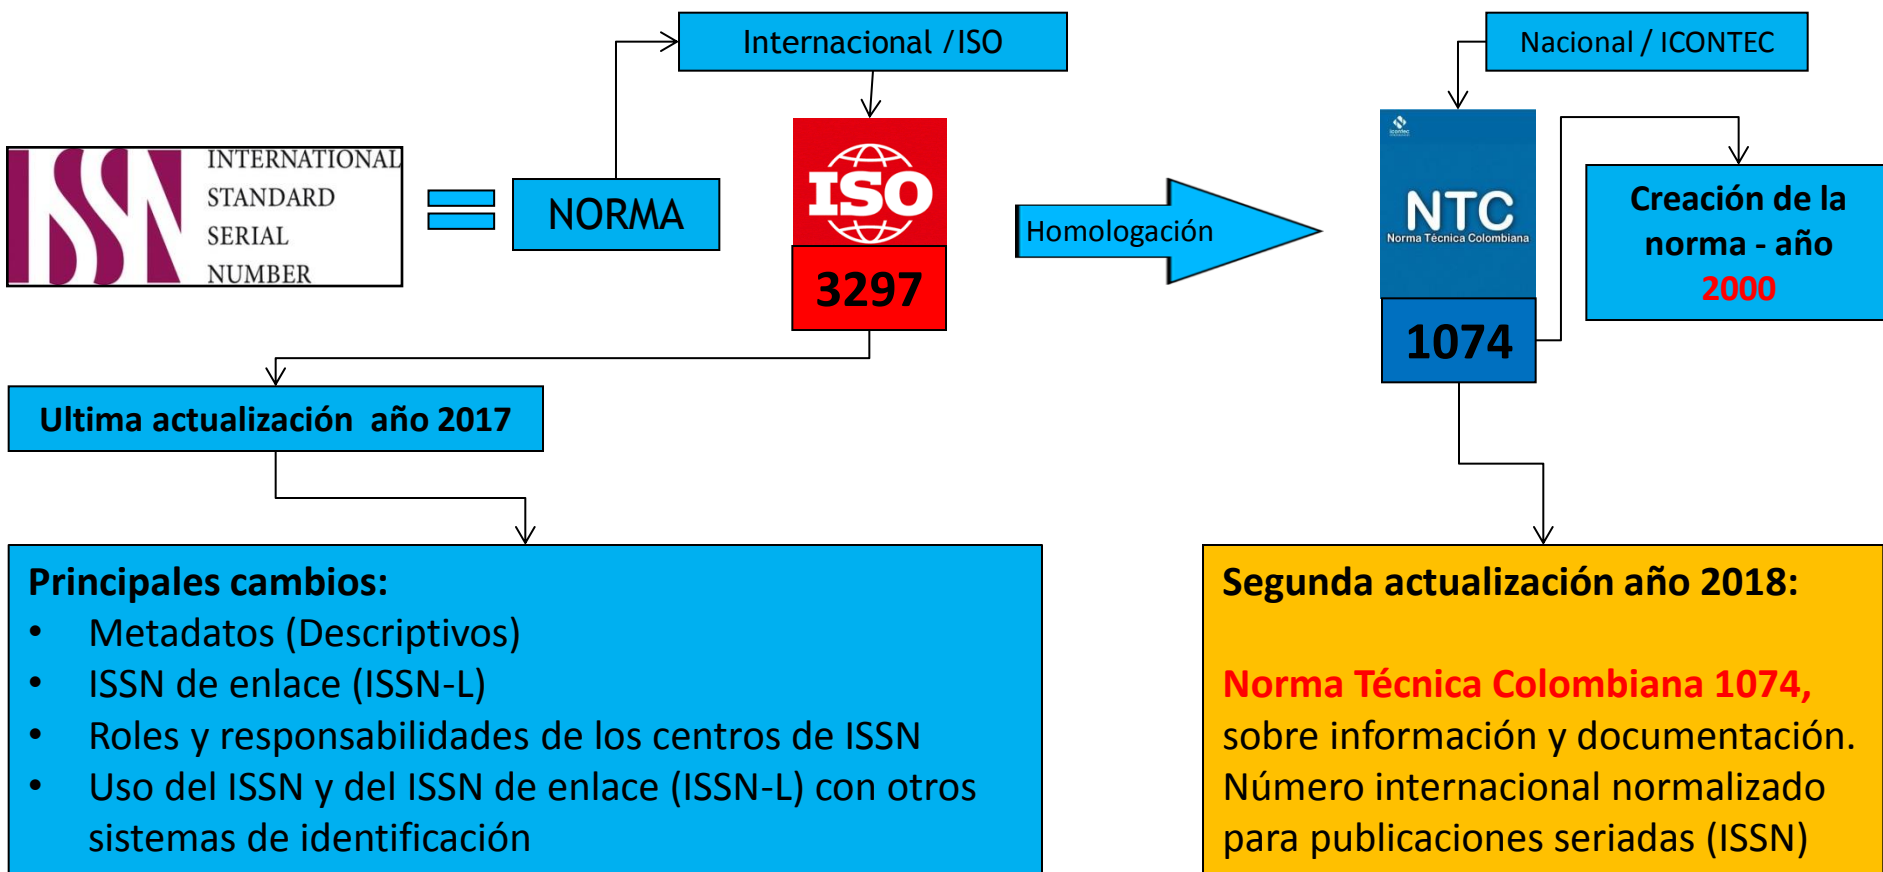 Internacional /ISO
Nacional / ICONTEC
ISSN
INTERNATIONAL
STANDARD
SERIAL
NUMBER
NORMA
ISO
3297
Homologación
icontec
NTC
Norma Técnica Colombiana
1074
Creación de la
norma - año
2000
Ultima actualización año 2017
Principales cambios:
• Metadatos (Descriptivos)
• ISSN de enlace (ISSN-L)
• Roles y responsabilidades de los centros de ISSN
• Uso del ISSN y del ISSN de enlace (ISSN-L) con otros
sistemas de identificación
Segunda actualización año 2018:
Norma Técnica Colombiana 1074,
sobre información y documentación.
Número internacional normalizado
para publicaciones seriadas (ISSN)